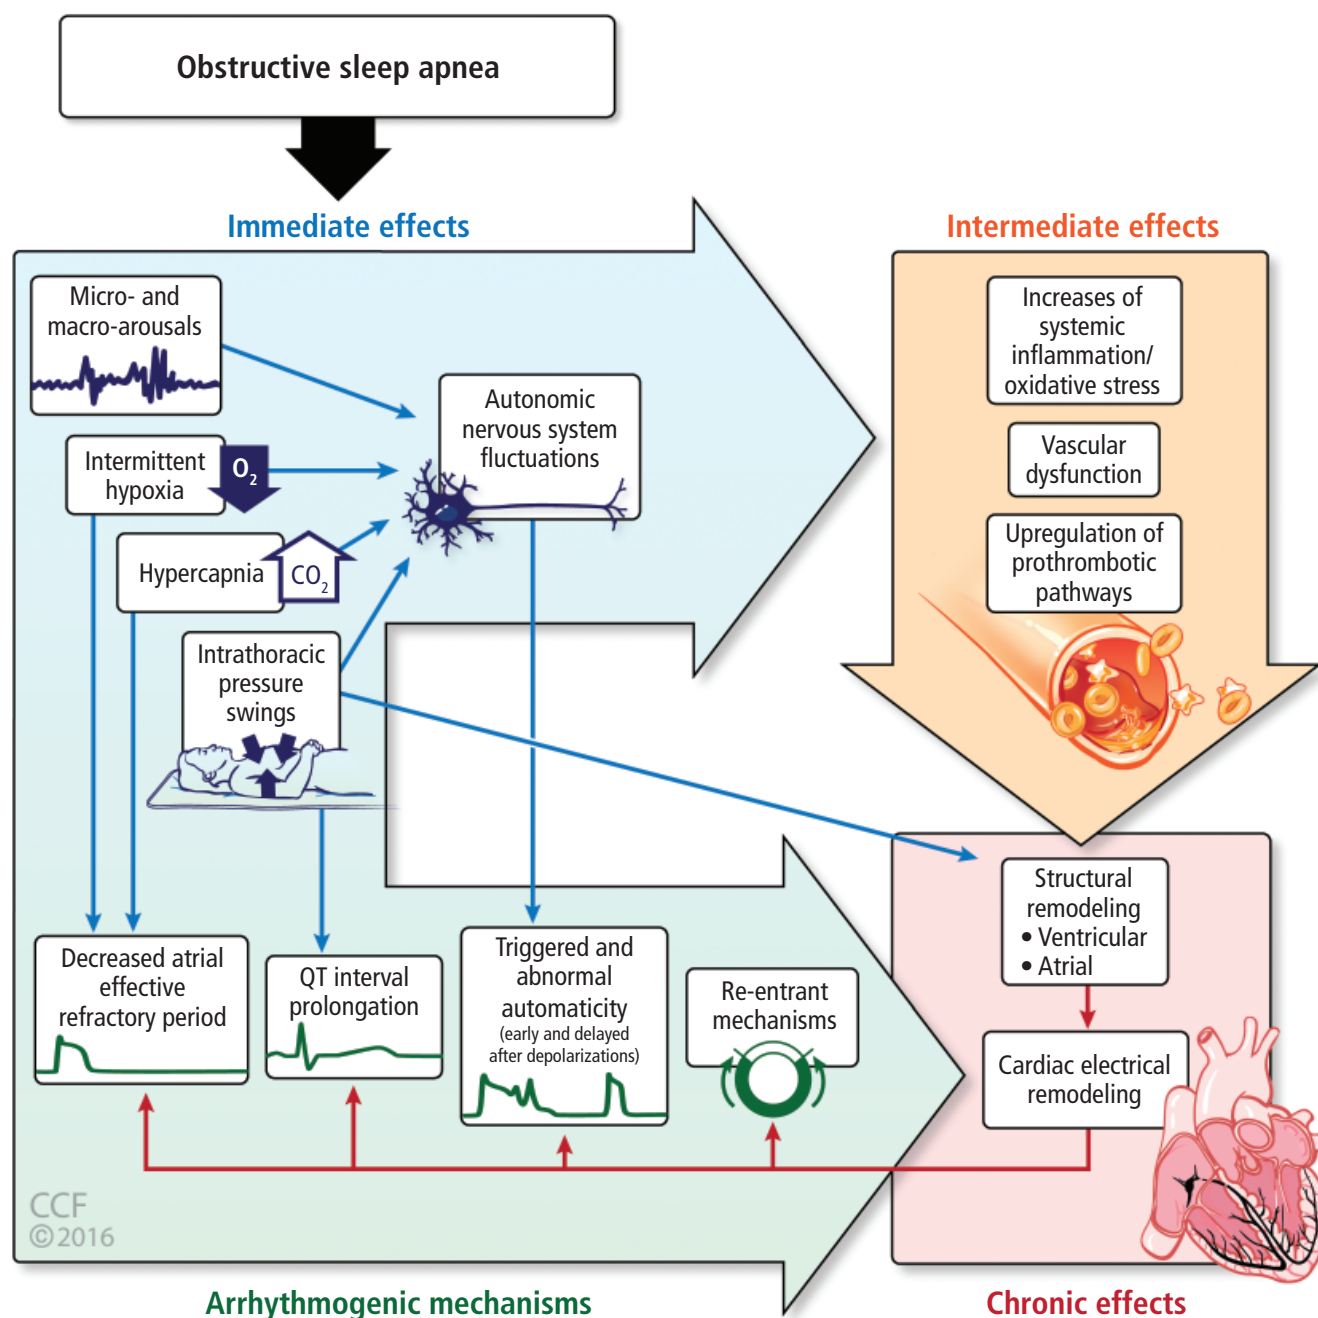 Obstructive sleep apnea
Immediate effects
Micro- and
macro-arousals
Intermittent
hypoxia
O2
Hypercapnia
CO2
Intrathoracic
pressure
swings
Autonomic
nervous system
fluctuations
Intermediate effects
Increases of
systemic
inflammation/
oxidative stress
Vascular
dysfunction
Upregulation of
prothrombotic
pathways
Decreased atrial
effective
refractory period
QT interval
prolongation
Triggered and
abnormal
automaticity
(early and delayed
after depolarizations)
Re-entrant
mechanisms
Structural
remodeling
• Ventricular
• Atrial
Cardiac electrical
remodeling
CCF
©2016
Arrhythmogenic mechanisms
Chronic effects